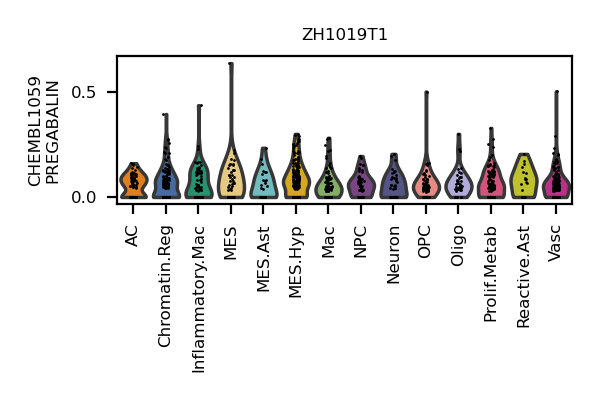 ZH1019T1
CHEMBL1059
PREGABALIN
0.5
0.0
AC
Chromatin.Reg
Inflammatory.Mac
MES
MES.Ast
MES.Hyp
Mac
NPC
Neuron
OPC
Oligo
Prolif.Metab
Reactive.Ast
Vasc